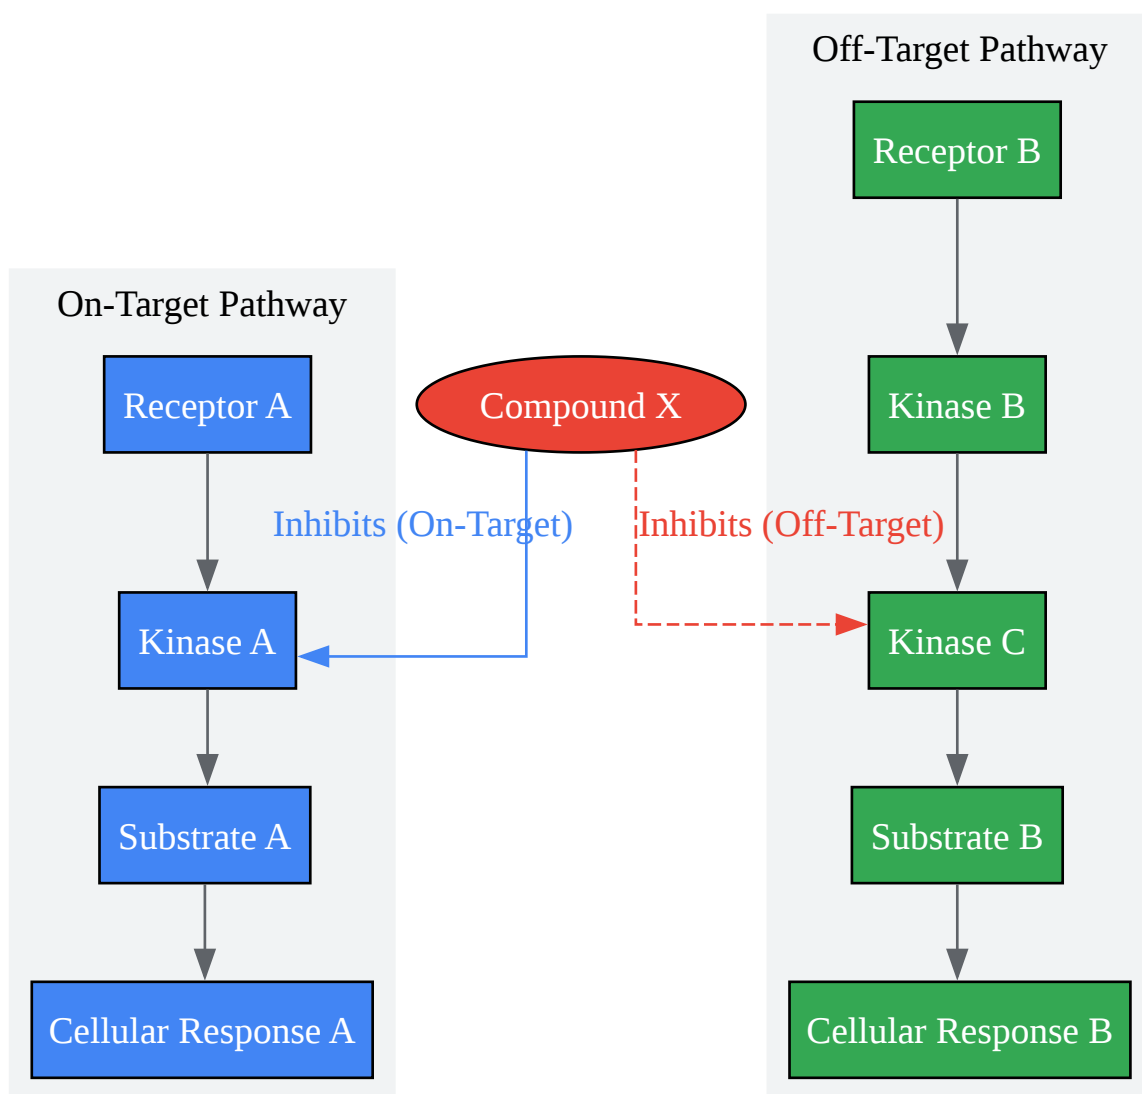 Off-Target Pathway
Receptor B
On-Target Pathway
Receptor A
Compound X
Kinase B
Inhibits (On-Target)
Inhibits (Off-Target)
Kinase A
Kinase C
Substrate A
Substrate B
Cellular Response A
Cellular Response B